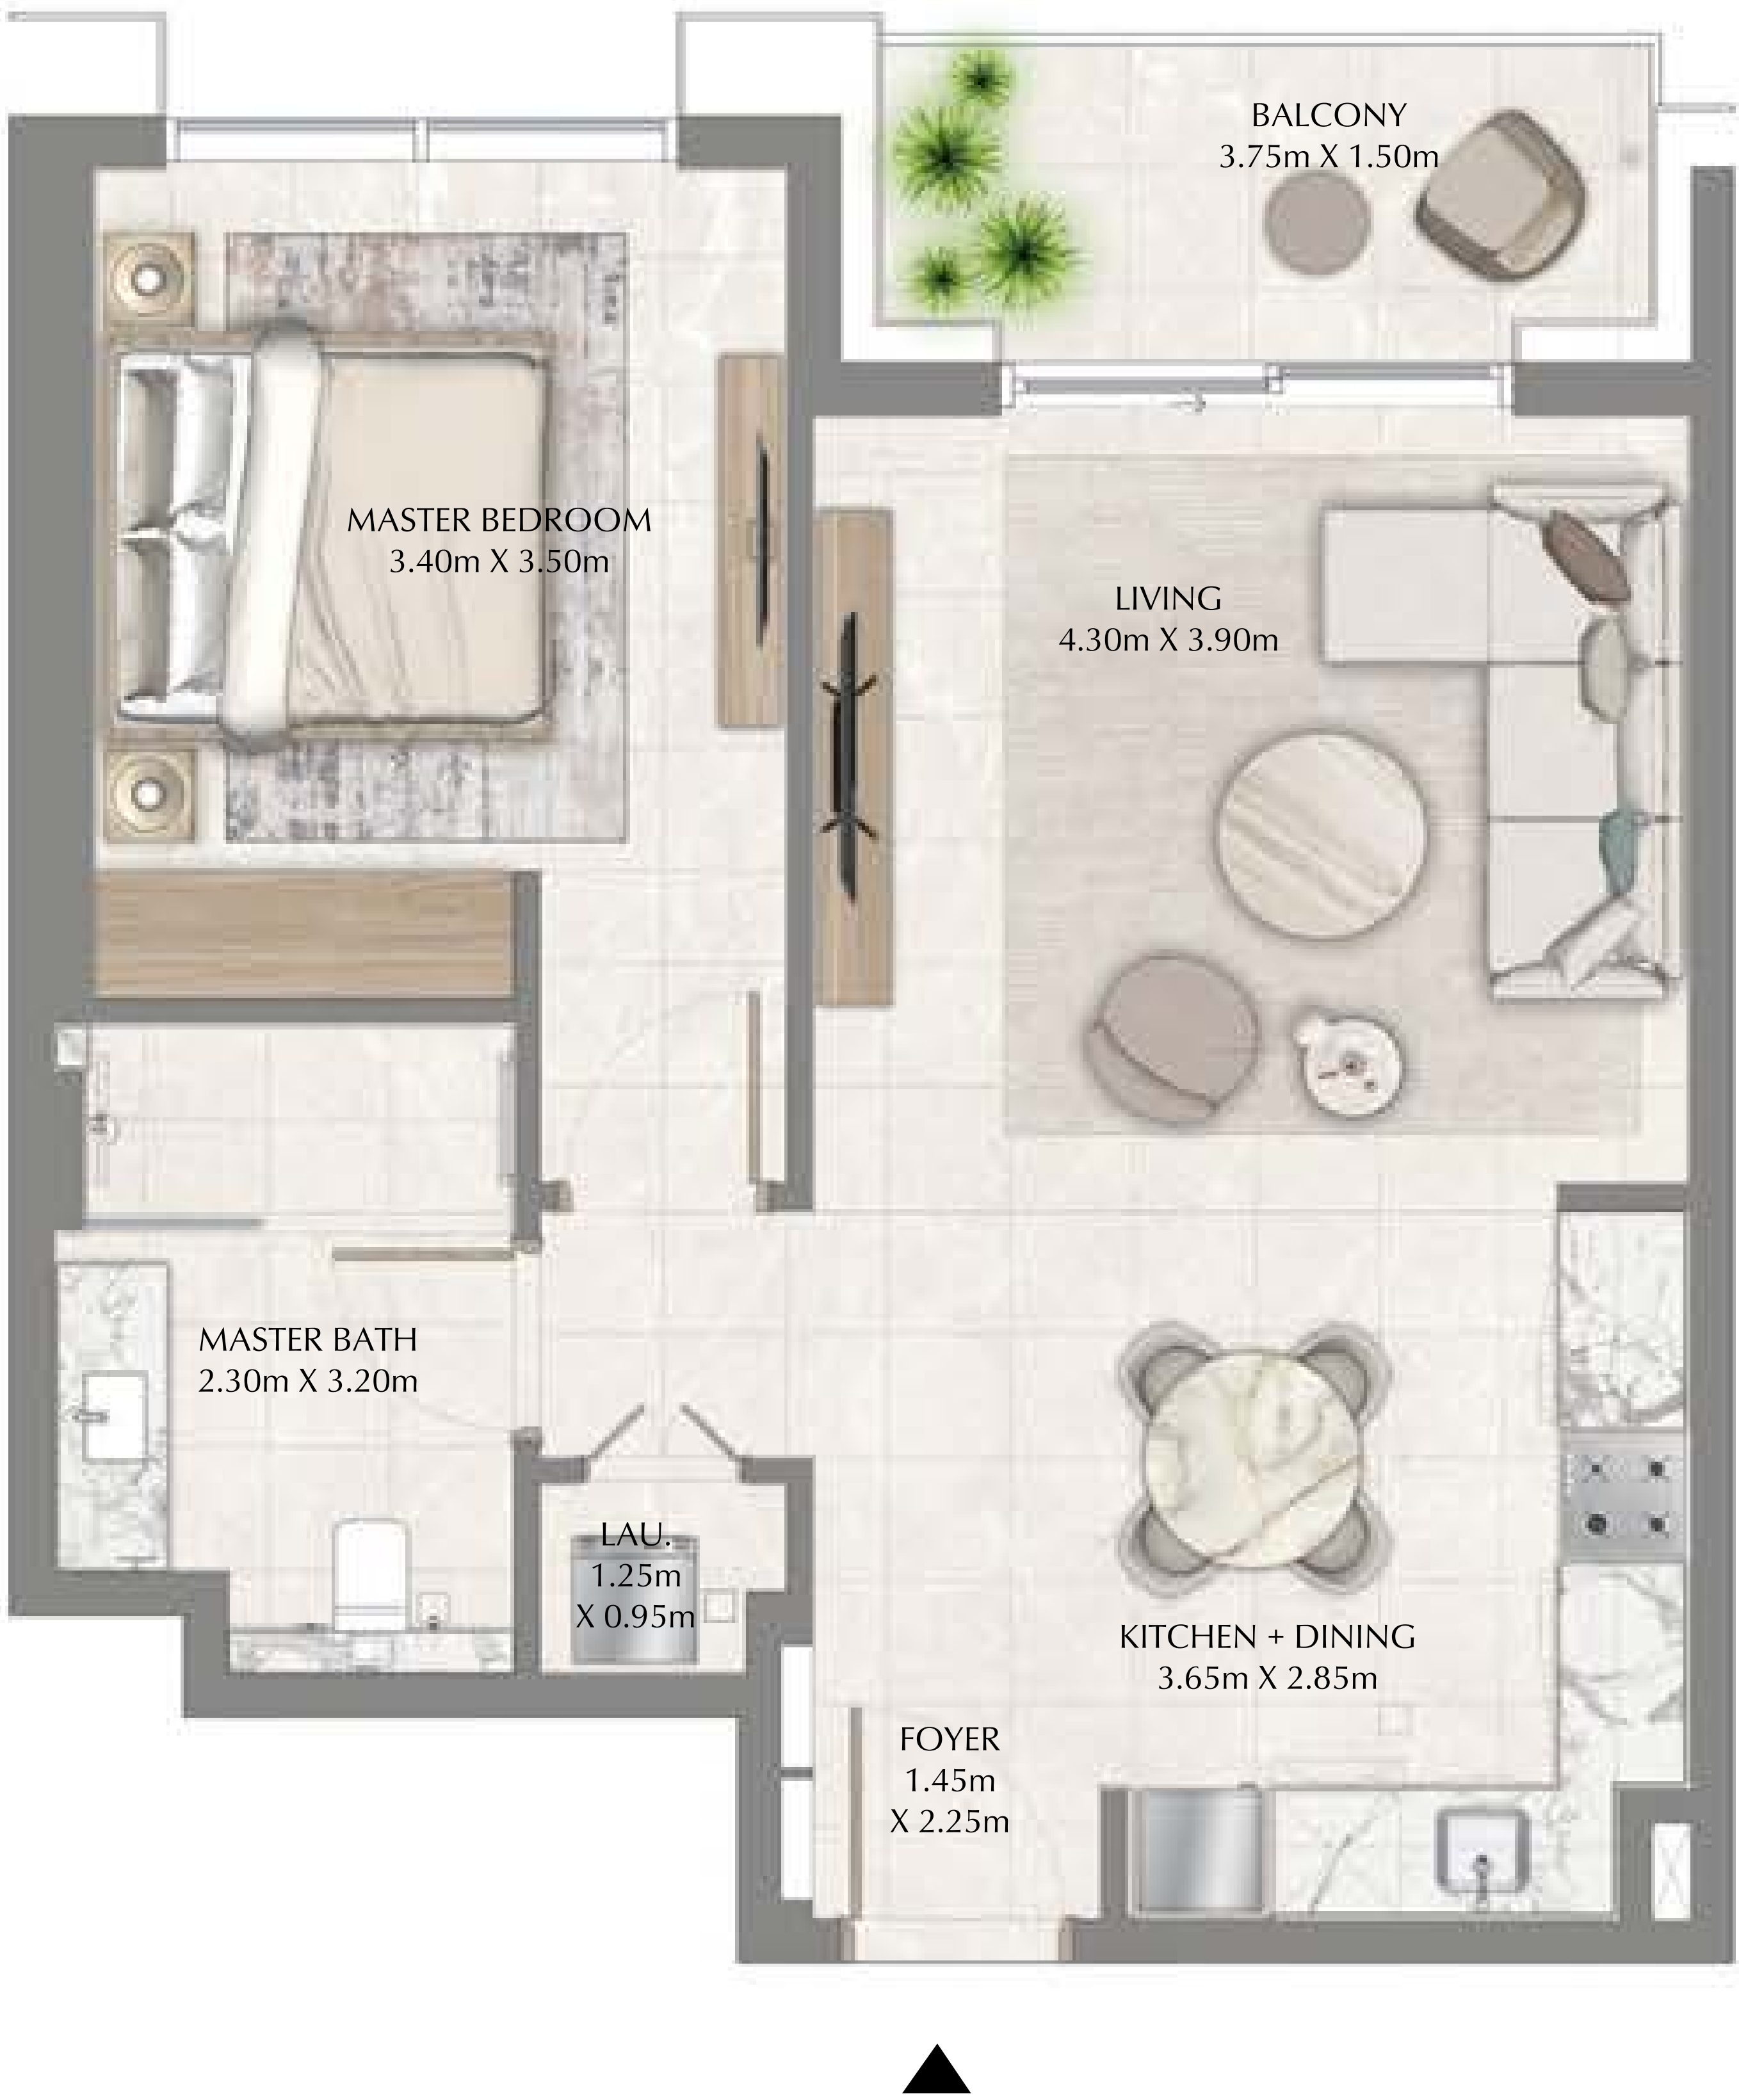 BALCONY
3.75m X 1.50m
MASTER BEDROOM
3.40m X 3.50m
LIVING
4.30m X 3.90m
MASTER BATH
2.30m X 3.20m
LAU.
1.25m
X 0.95m
KITCHEN + DINING
3.65m X 2.85m
FOYER
1.45m
X 2.25m